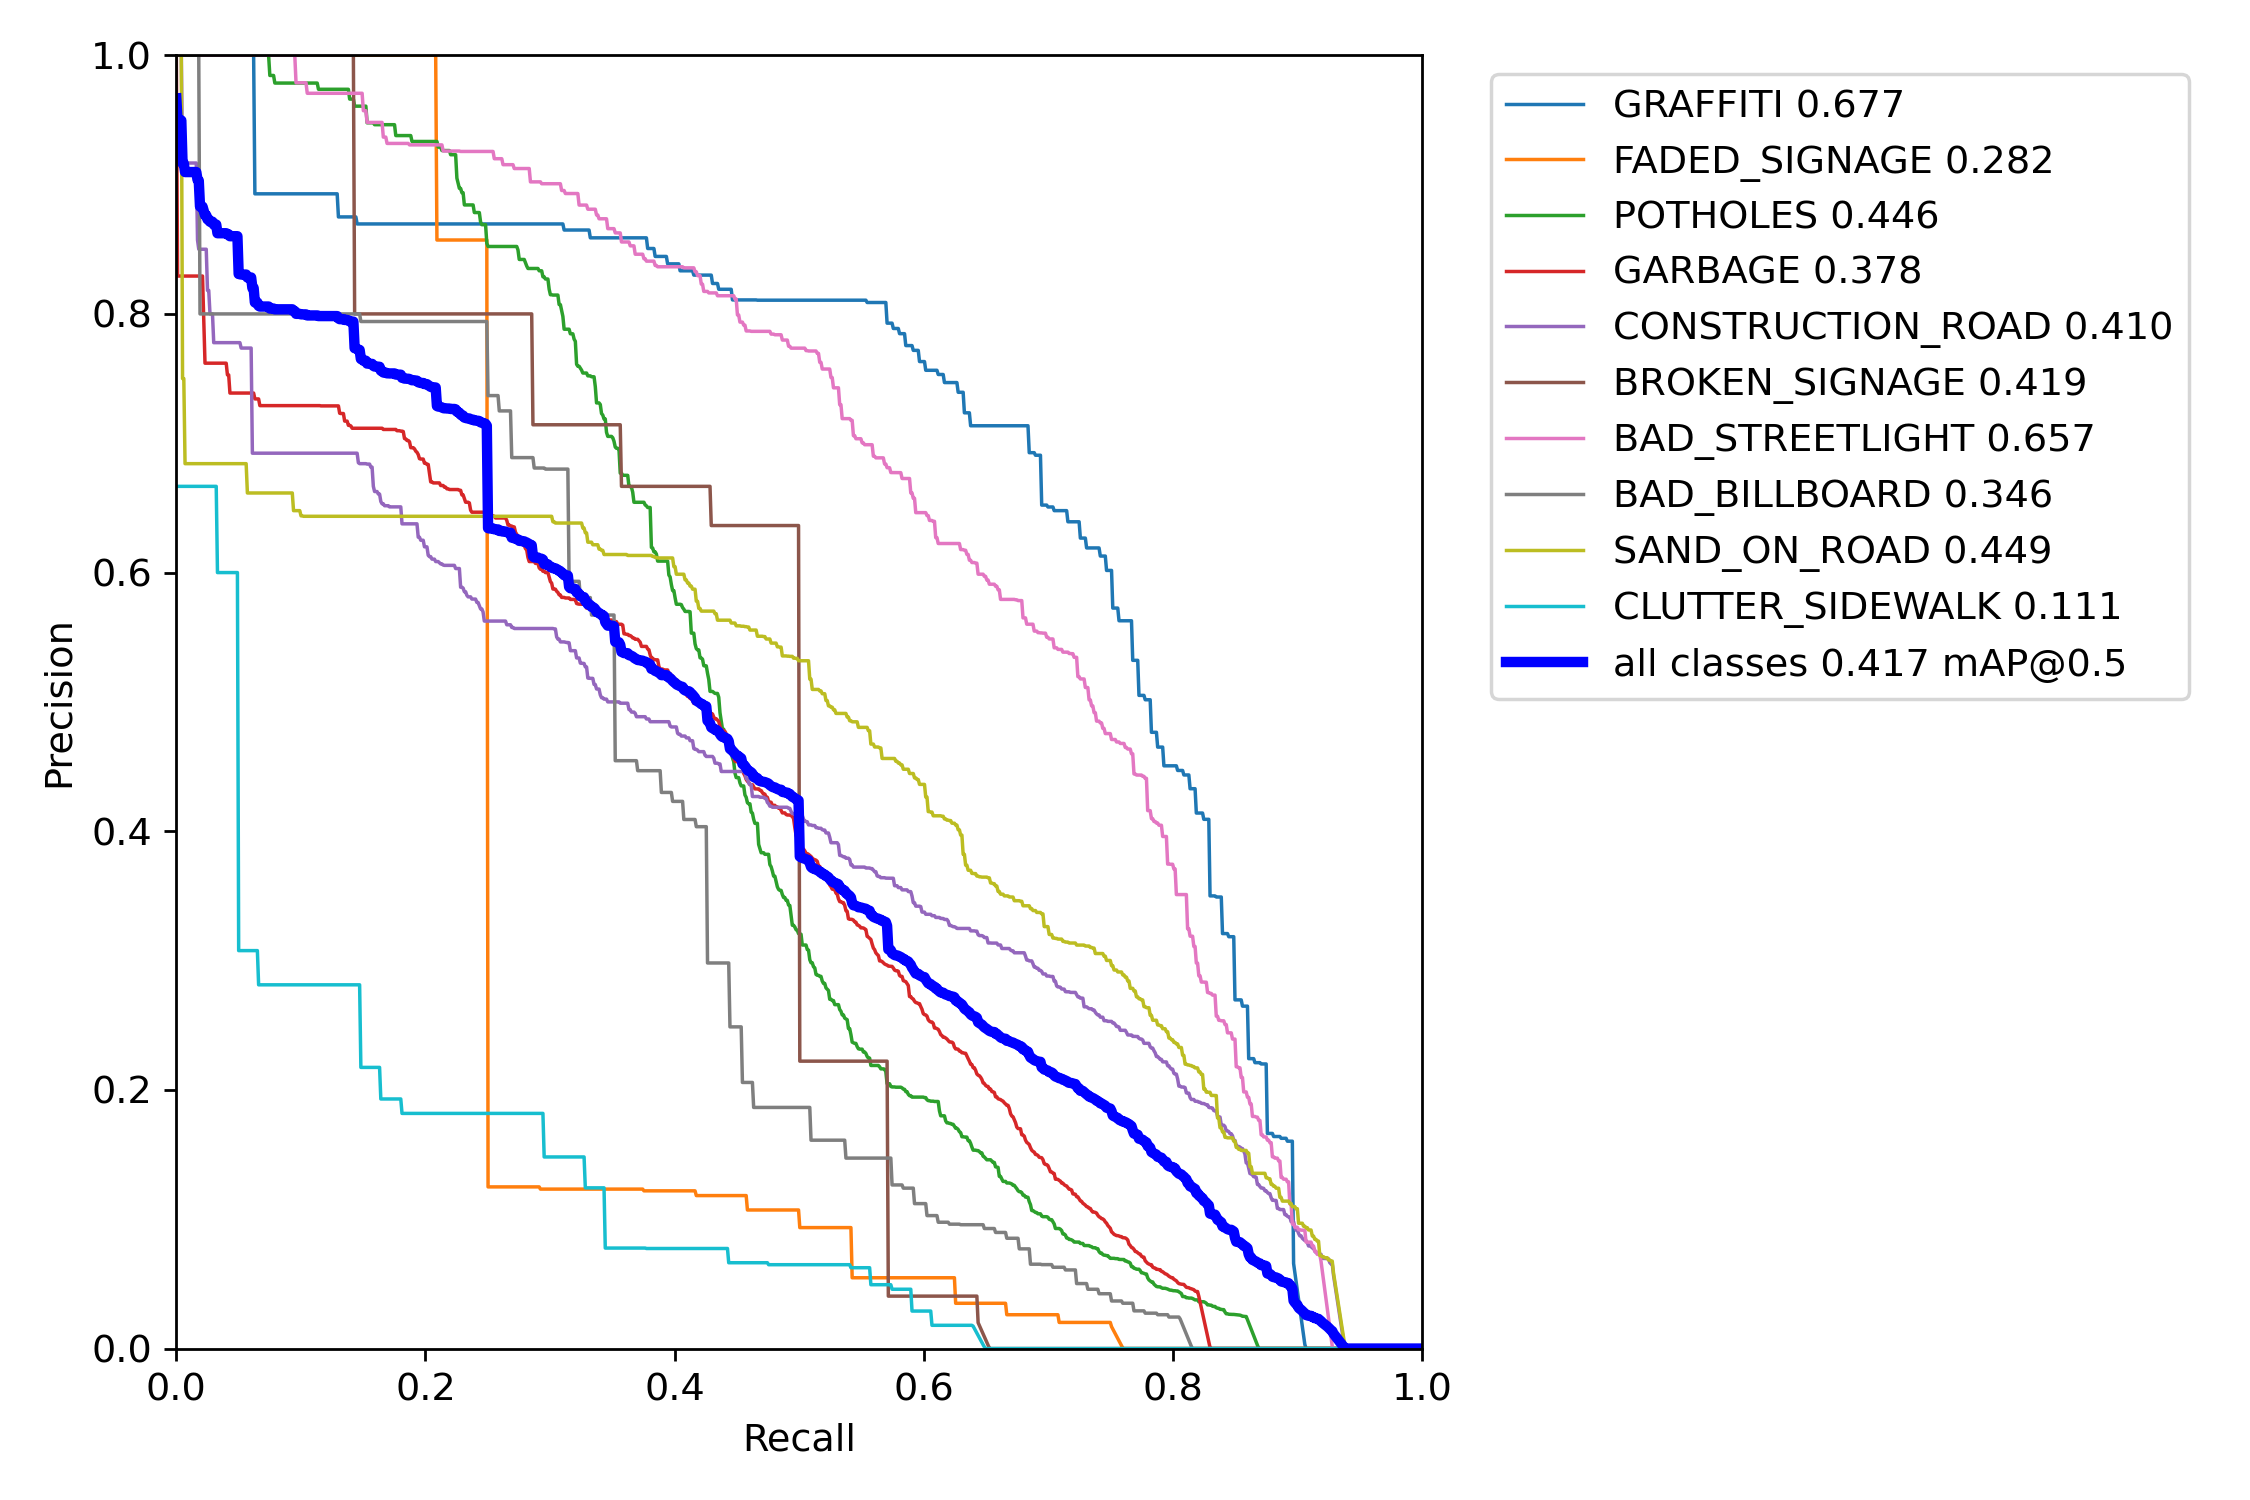 1.0
0.8
0.6
0.4
0.2
0.0
Precision
0.0 0.2 0.4 0.6 0.8 1.0
Recall
GRAFFITI 0.677
FADED_SIGNAGE 0.282
POTHOLES 0.446
GARBAGE 0.378
CONSTRUCTION_ROAD 0.410
BROKEN_SIGNAGE 0.419
BAD_STREETLIGHT 0.657
BAD_BILLBOARD 0.346
SAND_ON_ROAD 0.449
CLUTTER_SIDEWALK 0.111
all classes 0.417 mAP@0.5